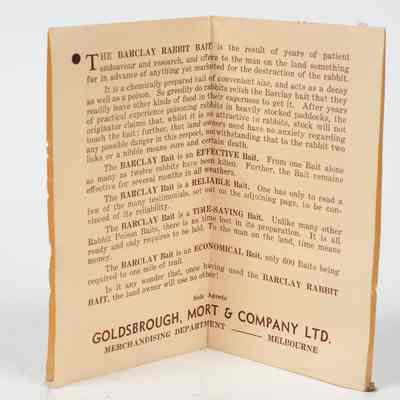 THE BARCLAY RABBIT BAIT is the result of years of patient
endeavour and research, and offers to the man on the land something
far in advance of anything yet marketed for the destruction of the rabbit.
It is a chemically prepared nail of convenient size, and acts as a decoy
as well as a poison. So greedily do rabbits relish the Barclay bait that they
readily leave other kinds of food in their eagerness to get it. After years
of practical experience poisoning rabbits in heavily stocked paddocks, the
originator claims that, whilst it is so attractive to rabbits, stock will not
touch the bait; further, that land owners need have no anxiety regarding
any possible danger in this respect, notwithstanding that to the rabbit two
licks or a nibble means sure and certain death.
The BARCLAY Bait is an EFFECTIVE Bait. From one Bait alone
as many as twelve rabbits have been killed. Further, the Bait remains
effective for several months in all weathers.
The BARCLAY Bait is a RELIABLE Bait. One has only to read a
few of the many testimonials, set out on the adjoining page, to be con-
vinced of its reliability.
The BARCLAY Bait is a TIME-SAVING Bait. Unlike many other
Rabbit Poison Baits, there is no time lost in its preparation. It is all
ready and only requires to be laid. To the man on the land, time means
money.
The BARCLAY Bait is an ECONOMICAL Bait, only 600 Baits being
required to one mile of trail.
Is it any wonder that, once having used the BARCLAY RABBIT
BAIT, the land owner will use no other!
Sole Agents
GOLDSBROUGH, MORT & COMPANY LTD.
MERCHANDISING DEPARTMENT —— MELBOURNE